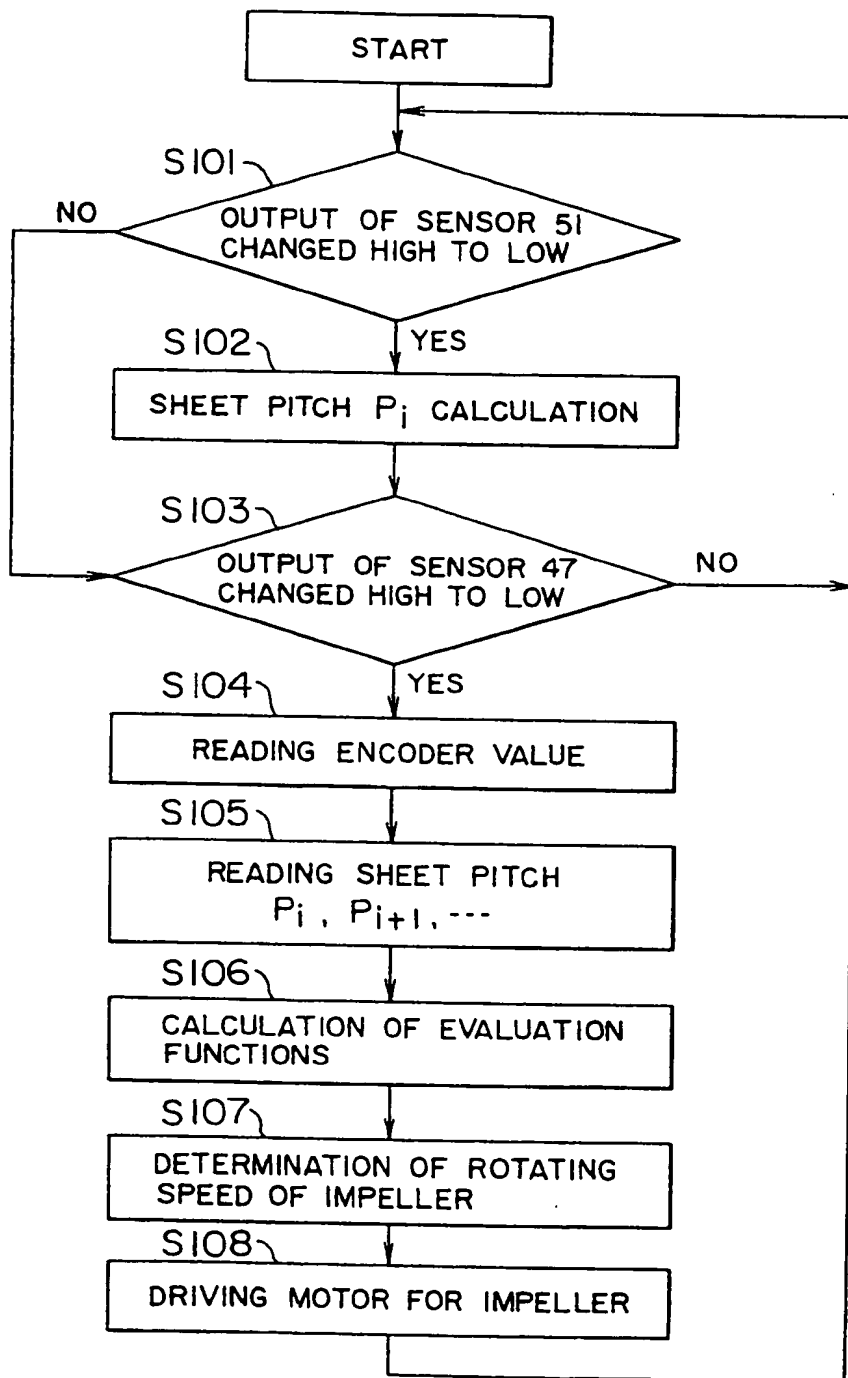 START
S101
NO
OUTPUT OF SENSOR 51
CHANGED HIGH TO LOW
YES
S102
SHEET PITCH Pi CALCULATION
S103
OUTPUT OF SENSOR 47
CHANGED HIGH TO LOW
NO
YES
S104
READING ENCODER VALUE
S105
READING SHEET PITCH
Pi, Pi+1, ---
S106
CALCULATION OF EVALUATION
FUNCTIONS
S107
DETERMINATION OF ROTATING
SPEED OF IMPELLER
S108
DRIVING MOTOR FOR IMPELLER